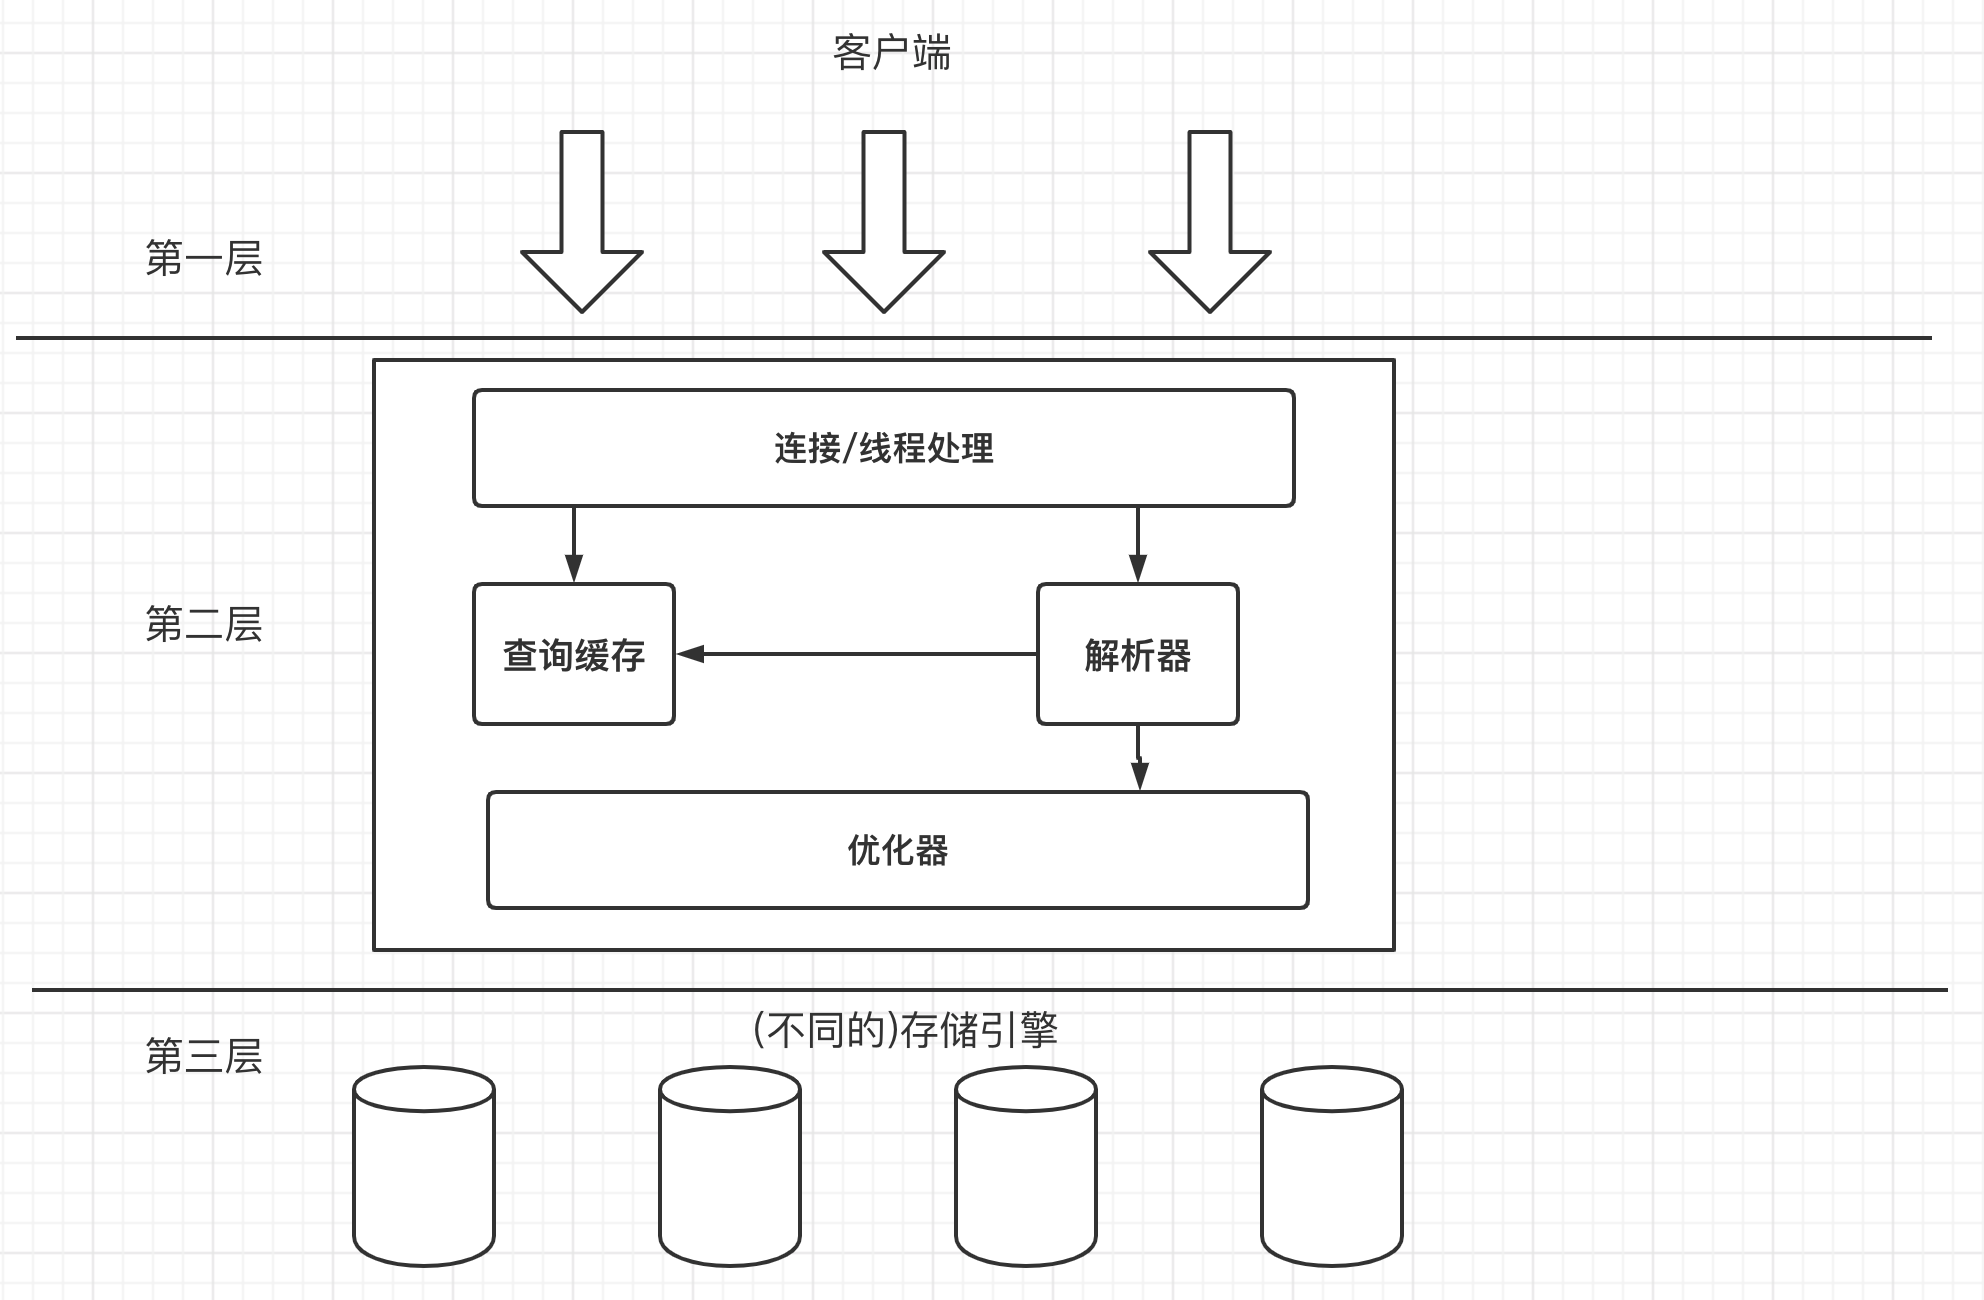 客户端
第一层
连接/线程处理
第二层
查询缓存
解析器
优化器
(不同的)存储引擎
第三层